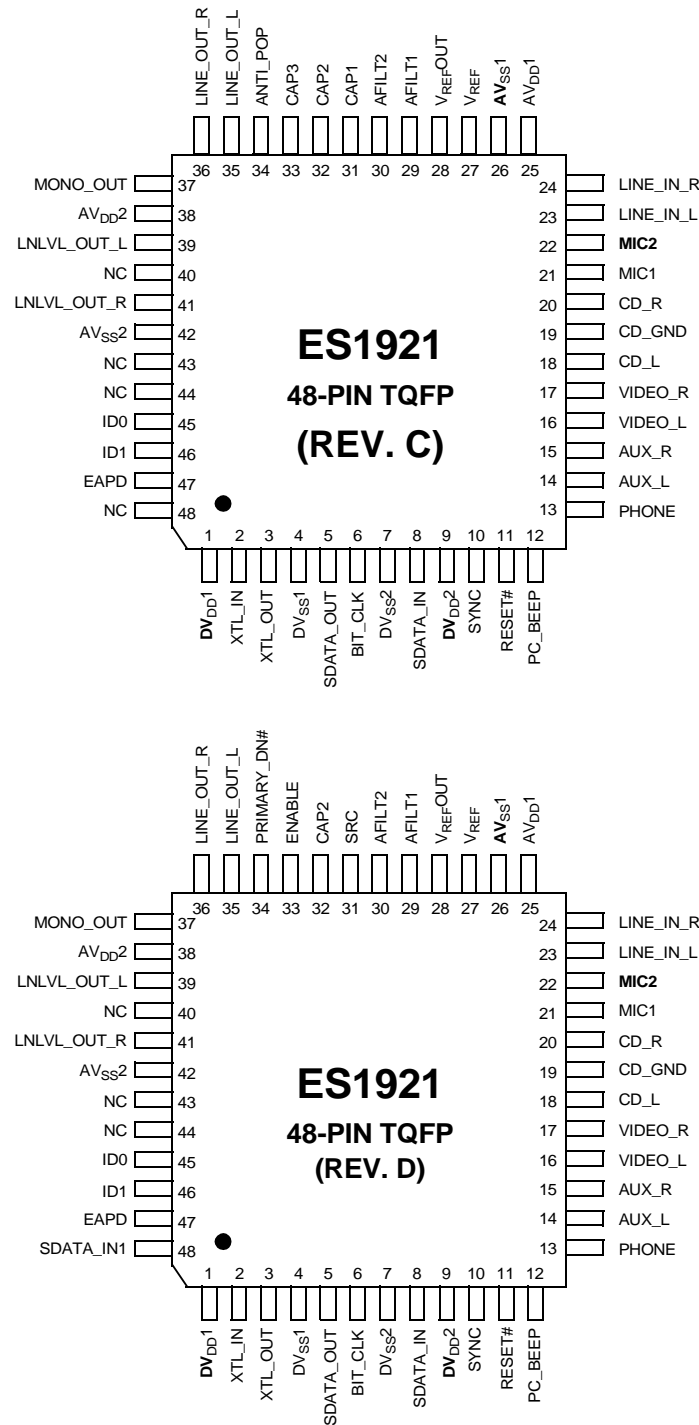 LINE_OUT_R
LINE_OUT_L
ANTI_POP
CAP3
CAP2
CAP1
AFILT2
AFILT1
VREFOUT
VREF
AVSS1
AVDD1
36 35 34 33 32 31 30 29 28 27 26 25
MONO_OUT 37 24 LINE_IN_R
AVDD2 38 23 LINE_IN_L
LNLVL_OUT_L 39 22 MIC2
NC 40 21 MIC1
LNLVL_OUT_R 41 20 CD_R
AVSS2 42 19 CD_GND
NC 43 18 CD_L
NC 44 17 VIDEO_R
ID0 45 16 VIDEO_L
ID1 46 15 AUX_R
EAPD 47 14 AUX_L
NC 48 13 PHONE
ES1921
48-PIN TQFP
(REV. C)
1 2 3 4 5 6 7 8 9 10 11 12
DVDD1
XTL_IN
XTL_OUT
DVSS1
SDATA_OUT
BIT_CLK
DVSS2
SDATA_IN
DVDD2
SYNC
RESET#
PC_BEEP
LINE_OUT_R
LINE_OUT_L
PRIMARY_DN#
ENABLE
CAP2
SRC
AFILT2
AFILT1
VREFOUT
VREF
AVSS1
AVDD1
36 35 34 33 32 31 30 29 28 27 26 25
MONO_OUT 37 24 LINE_IN_R
AVDD2 38 23 LINE_IN_L
LNLVL_OUT_L 39 22 MIC2
NC 40 21 MIC1
LNLVL_OUT_R 41 20 CD_R
AVSS2 42 19 CD_GND
NC 43 18 CD_L
NC 44 17 VIDEO_R
ID0 45 16 VIDEO_L
ID1 46 15 AUX_R
EAPD 47 14 AUX_L
SDATA_IN1 48 13 PHONE
ES1921
48-PIN TQFP
(REV. D)
1 2 3 4 5 6 7 8 9 10 11 12
DVDD1
XTL_IN
XTL_OUT
DVSS1
SDATA_OUT
BIT_CLK
DVSS2
SDATA_IN
DVDD2
SYNC
RESET#
PC_BEEP